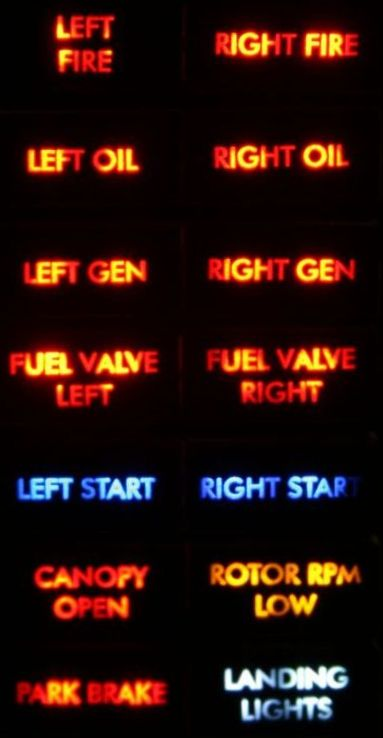 LEFT
FIRE
RIGHT FIRE
LEFT OIL
RIGHT OIL
LEFT GEN
RIGHT GEN
FUEL VALVE
LEFT
FUEL VALVE
RIGHT
LEFT START
RIGHT START
CANOPY
OPEN
ROTOR RPM
LOW
PARK BRAKE
LANDING
LIGHTS